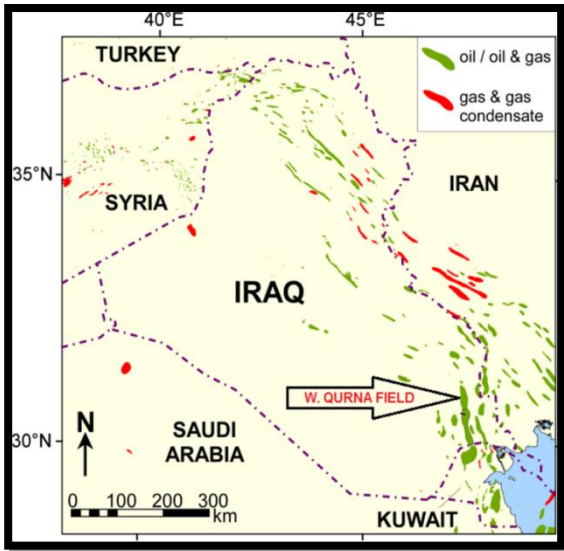 40°E 45°E
TURKEY
oil / oil & gas
gas & gas
condensate
35°N
IRAN
SYRIA
IRAQ
W. QURNA FIELD
N
30°N
SAUDI
ARABIA
0 100 200 300
km
KUWAIT